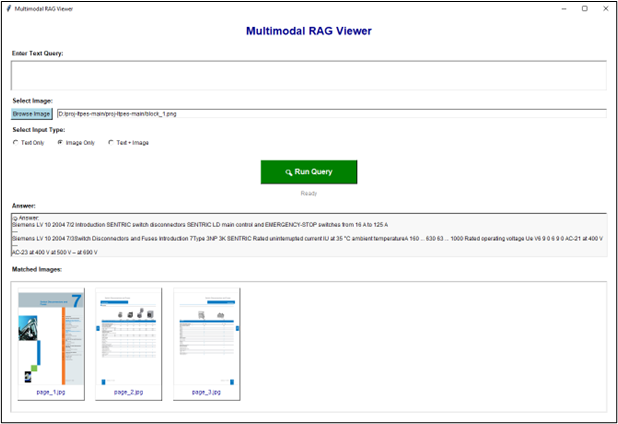 Multimodal RAG Viewer
Multimodal RAG Viewer
Enter Text Query:
Select Image:
Browse Image D:/proj-ltpes-main/proj-ltpes-main/block_1.png
Select Input Type:
Text Only Image Only Text + Image
Run Query
Ready
Answer:
Answer:
Siemens LV 10 2004 7/2 Introduction SENTRIC switch disconnectors SENTRIC LD main control and EMERGENCY-STOP switches from 16 A to 125 A
---
Siemens LV 10 2004 7/3Switch Disconnectors and Fuses Introduction 7Type 3NP 3K SENTRIC Rated uninterrupted current IU at 35 °C ambient temperatureA 160 ... 630 63 ... 1000 Rated operating voltage Ue V6 9 0 6 9 0 AC-21 at 400 V
---
AC-23 at 400 V at 500 V – at 690 V
Matched Images:
7
page_1.jpg page_2.jpg page_3.jpg